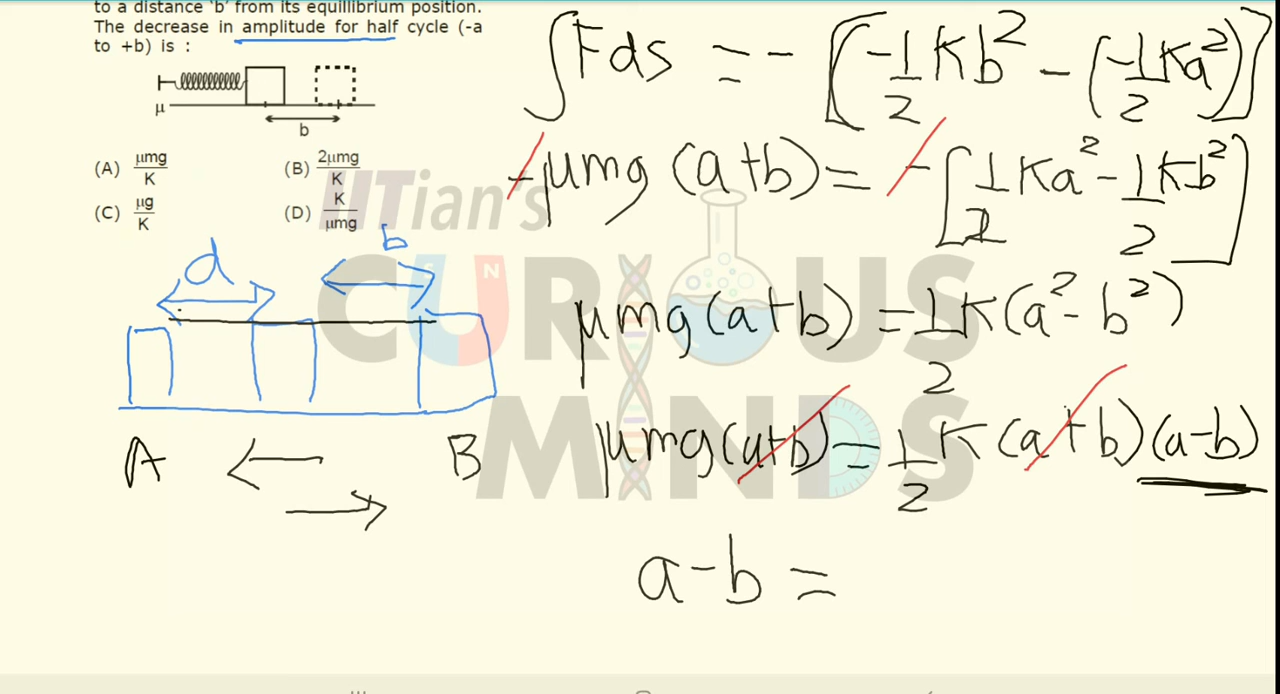 to a distance 'b' from its equillibrium position.
The decrease in amplitude for half cycle (-a
to +b) is :
μ
b
(A) μmg/K (B) 2μmg/K
(C) μg/K (D) K/μmg
d
b
A ← B
→
∫Fds = -[-1/2 Kb² - (-1/2 Ka²)]
-μmg (a+b) = -[1/2 Ka² - 1/2 Kb²]
μmg(a+b) = 1/2 K(a² - b²)
μmg(a+b) = 1/2 K (a+b)(a-b)
a-b =
IITian's
CURIOUS
MINDS
S N